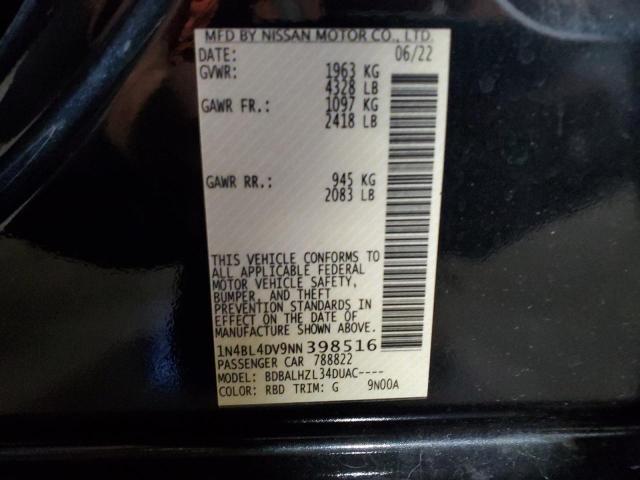 MFD BY NISSAN MOTOR CO., LTD.
DATE: 06/22
GVWR: 1963 KG
4328 LB
GAWR FR.: 1097 KG
2418 LB
GAWR RR.: 945 KG
2083 LB
THIS VEHICLE CONFORMS TO
ALL APPLICABLE FEDERAL
MOTOR VEHICLE SAFETY,
BUMPER, AND THEFT
PREVENTION STANDARDS IN
EFFECT ON THE DATE OF
MANUFACTURE SHOWN ABOVE.
1N4BL4DV9NN398516
PASSENGER CAR 788822
MODEL: BDBALHZL34DUAC----
COLOR: RBD TRIM: G 9N00A